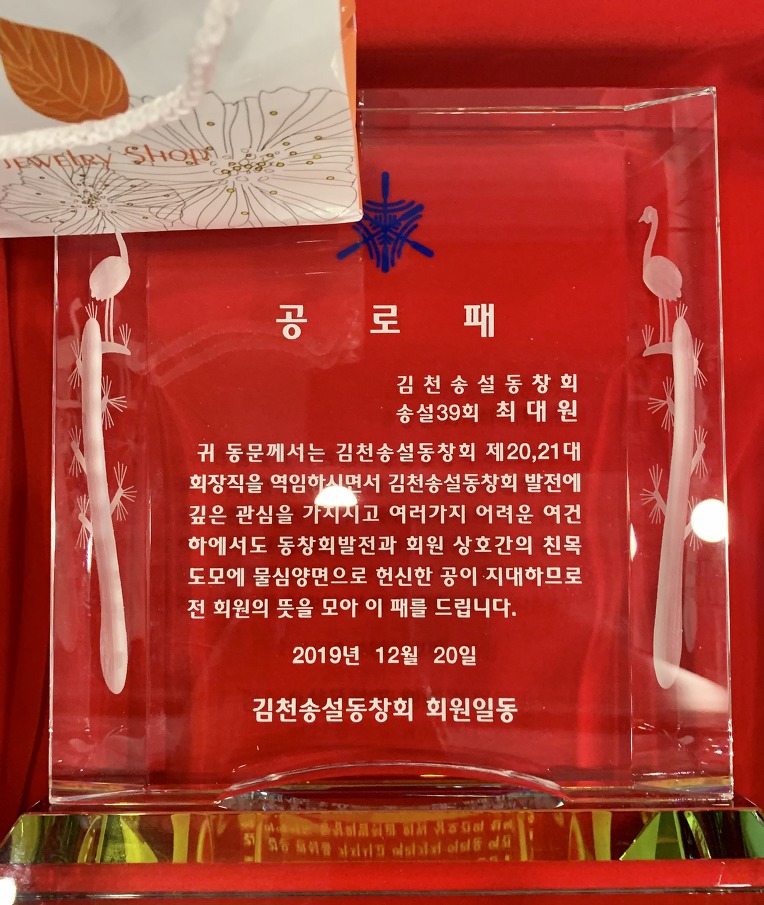 JEWELRY SHOP
공 로 패
김 천 송 설 동 창 회
송설39회 최 대 원
귀 동문께서는 김천송설동창회 제20,21대
회장직을 역임하시면서 김천송설동창회 발전에
깊은 관심을 가지시고 여러가지 어려운 여건
하에서도 동창회발전과 회원 상호간의 친목
도모에 물심양면으로 헌신한 공이 지대하므로
전 회원의 뜻을 모아 이 패를 드립니다.
2019년 12월 20일
김천송설동창회 회원일동